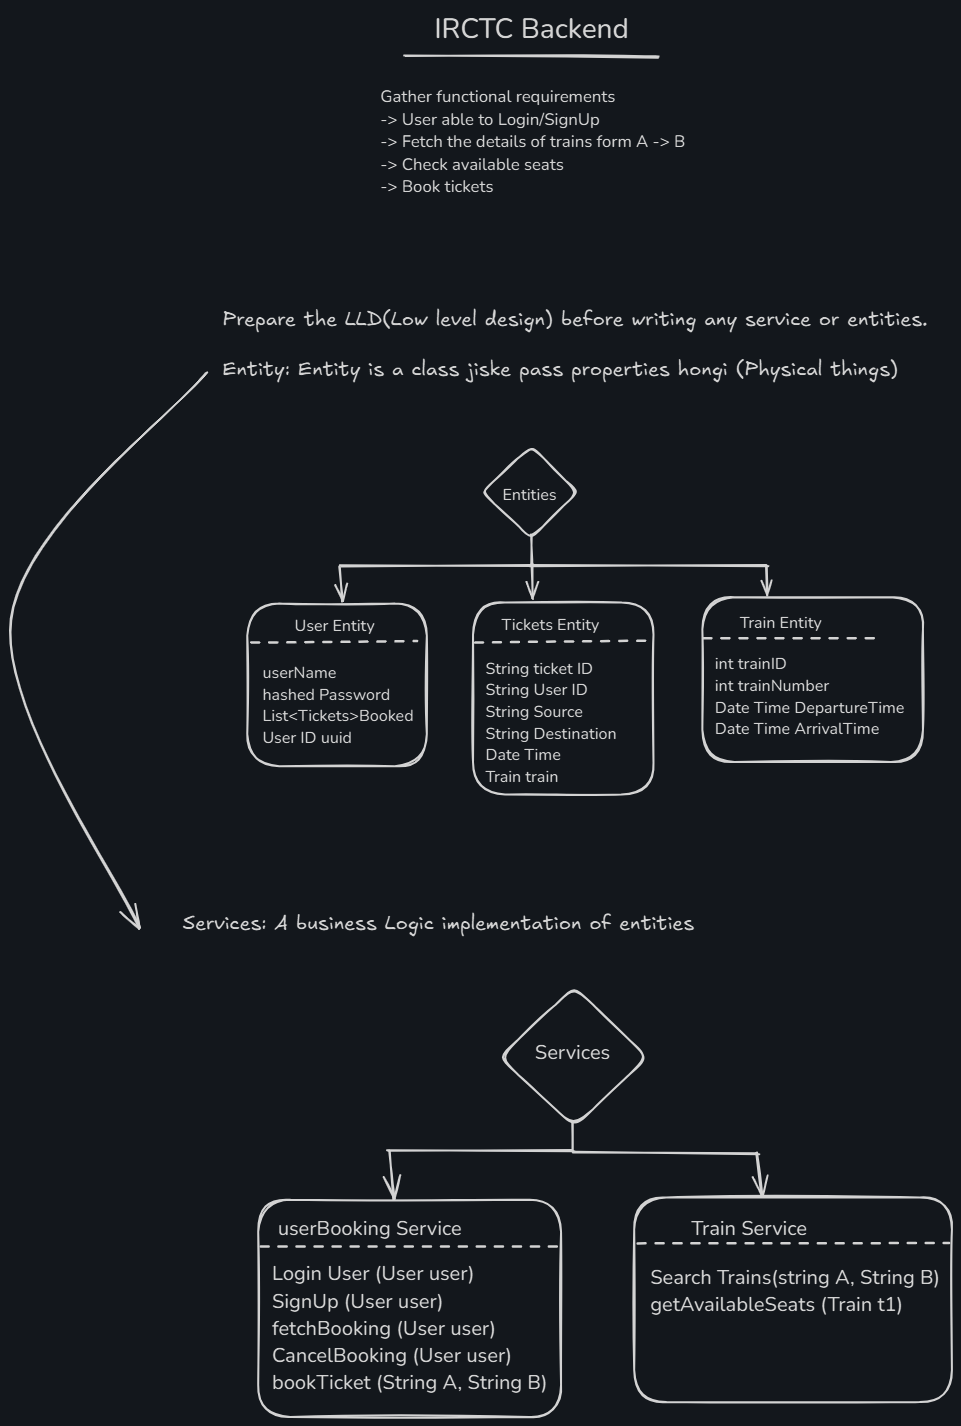 IRCTC Backend
Gather functional requirements
-> User able to Login/SignUp
-> Fetch the details of trains form A -> B
-> Check available seats
-> Book tickets
Prepare the LLD(Low level design) before writing any service or entities.
Entity: Entity is a class jiske pass properties hongi (Physical things)
Entities
User Entity
userName
hashed Password
List<Tickets>Booked
User ID uuid
Tickets Entity
String ticket ID
String User ID
String Source
String Destination
Date Time
Train train
Train Entity
int trainID
int trainNumber
Date Time DepartureTime
Date Time ArrivalTime
Services: A business Logic implementation of entities
Services
userBooking Service
Login User (User user)
SignUp (User user)
fetchBooking (User user)
CancelBooking (User user)
bookTicket (String A, String B)
Train Service
Search Trains(string A, String B)
getAvailableSeats (Train t1)